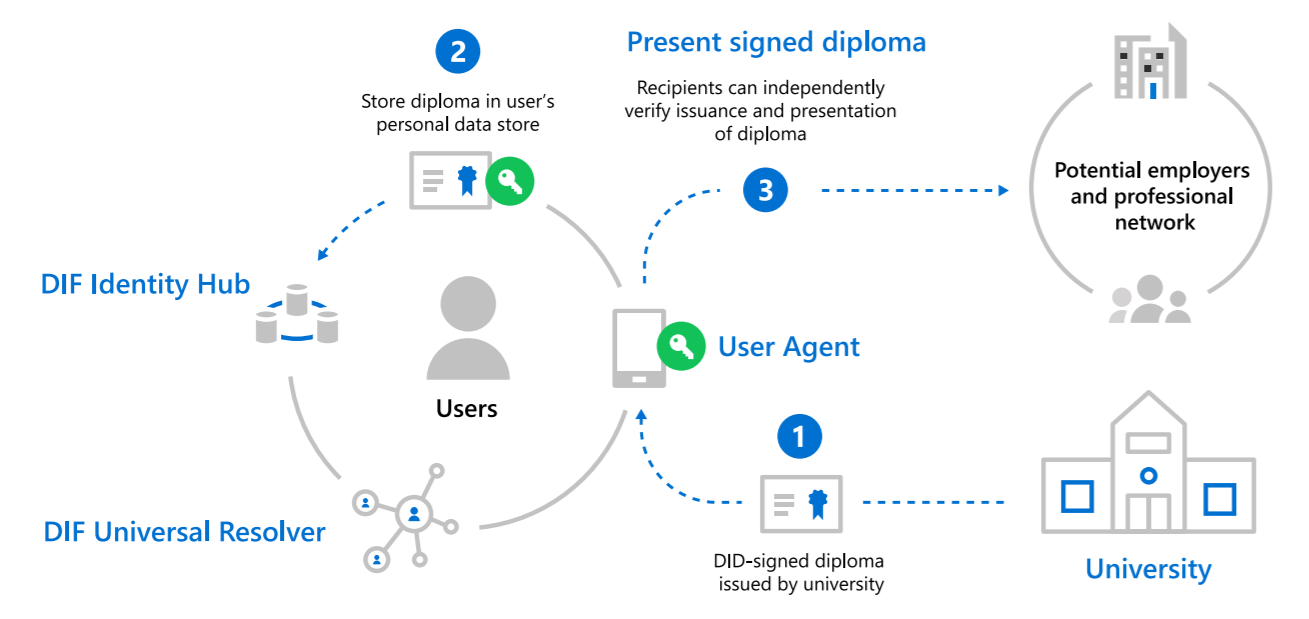 2
Store diploma in user's
personal data store
Present signed diploma
Recipients can independently
verify issuance and presentation
of diploma
3
Potential employers
and professional
network
DIF Identity Hub
Users
User Agent
1
DID-signed diploma
issued by university
University
DIF Universal Resolver